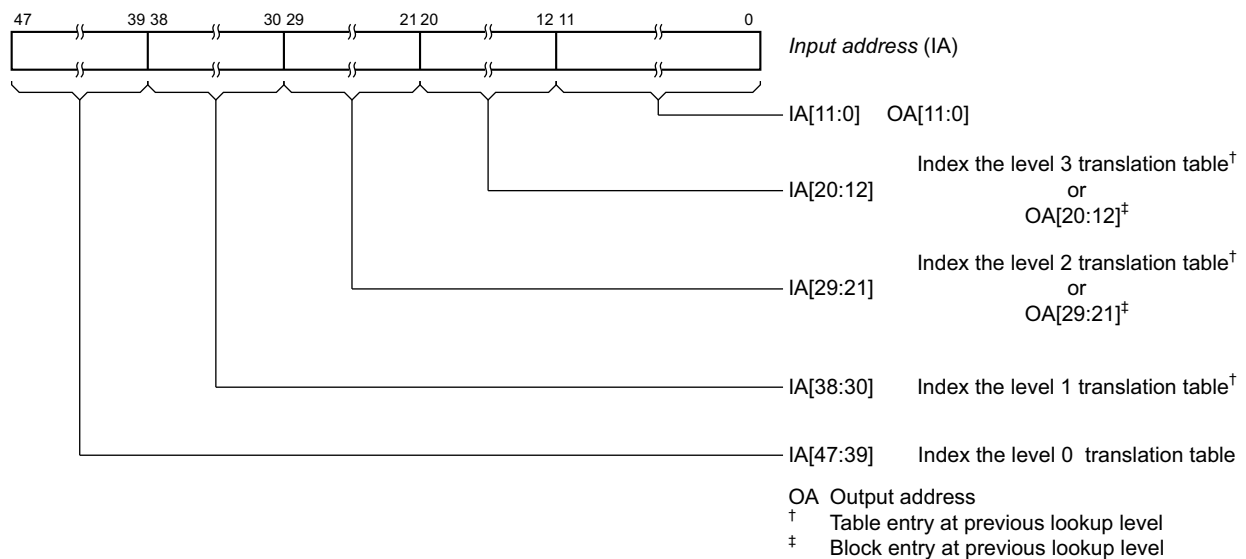 47 39 38 30 29 21 20 12 11 0
Input address (IA)
IA[11:0] OA[11:0]
IA[20:12] Index the level 3 translation table†
or
OA[20:12]‡
IA[29:21] Index the level 2 translation table†
or
OA[29:21]‡
IA[38:30] Index the level 1 translation table†
IA[47:39] Index the level 0 translation table
OA Output address
† Table entry at previous lookup level
‡ Block entry at previous lookup level